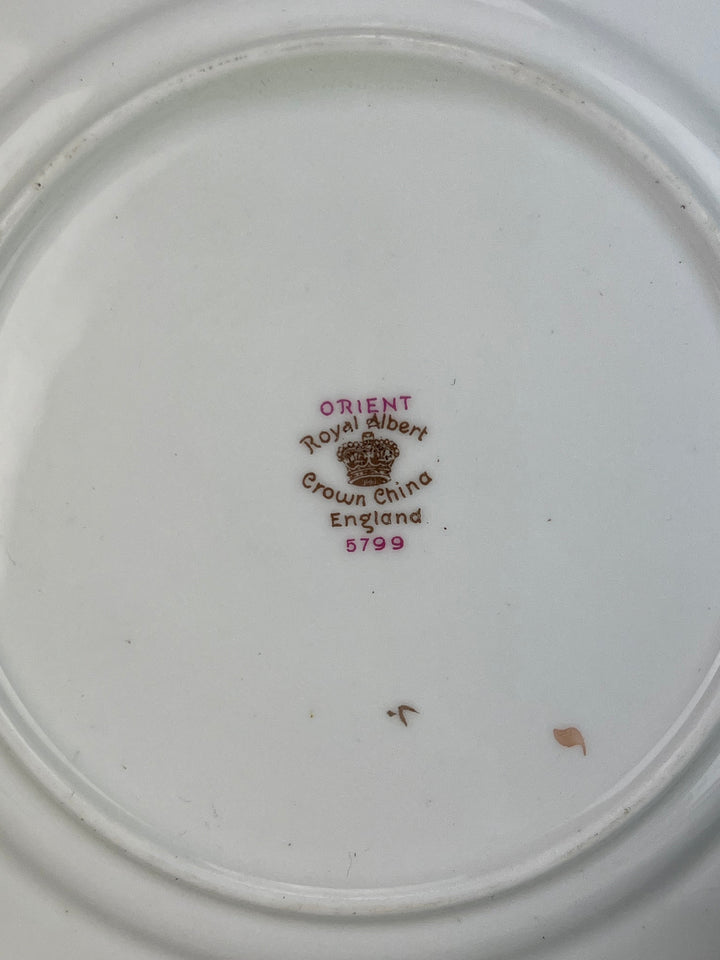 ORIENT
Royal Albert
Crown China
England
5799